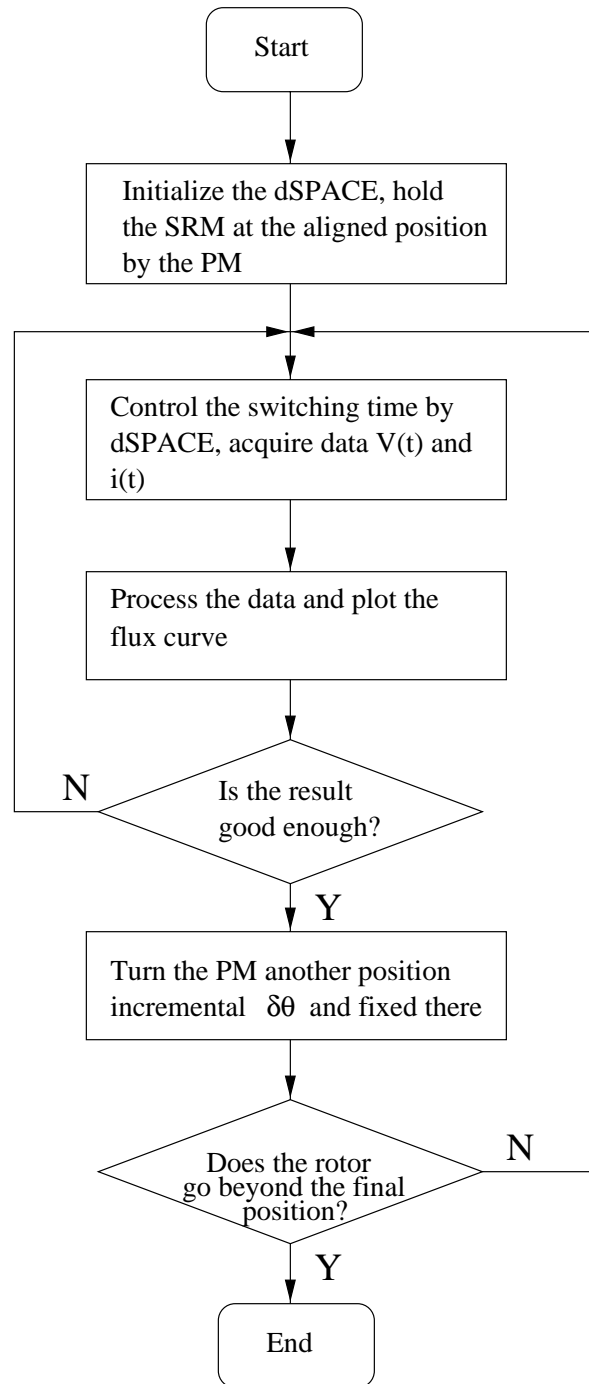 Start
Initialize the dSPACE, hold
the SRM at the aligned position
by the PM
Control the switching time by
dSPACE, acquire data V(t) and
i(t)
Process the data and plot the
flux curve
N
Is the result
good enough?
Y
Turn the PM another position
incremental δθ and fixed there
N
Does the rotor
go beyond the final
position?
Y
End